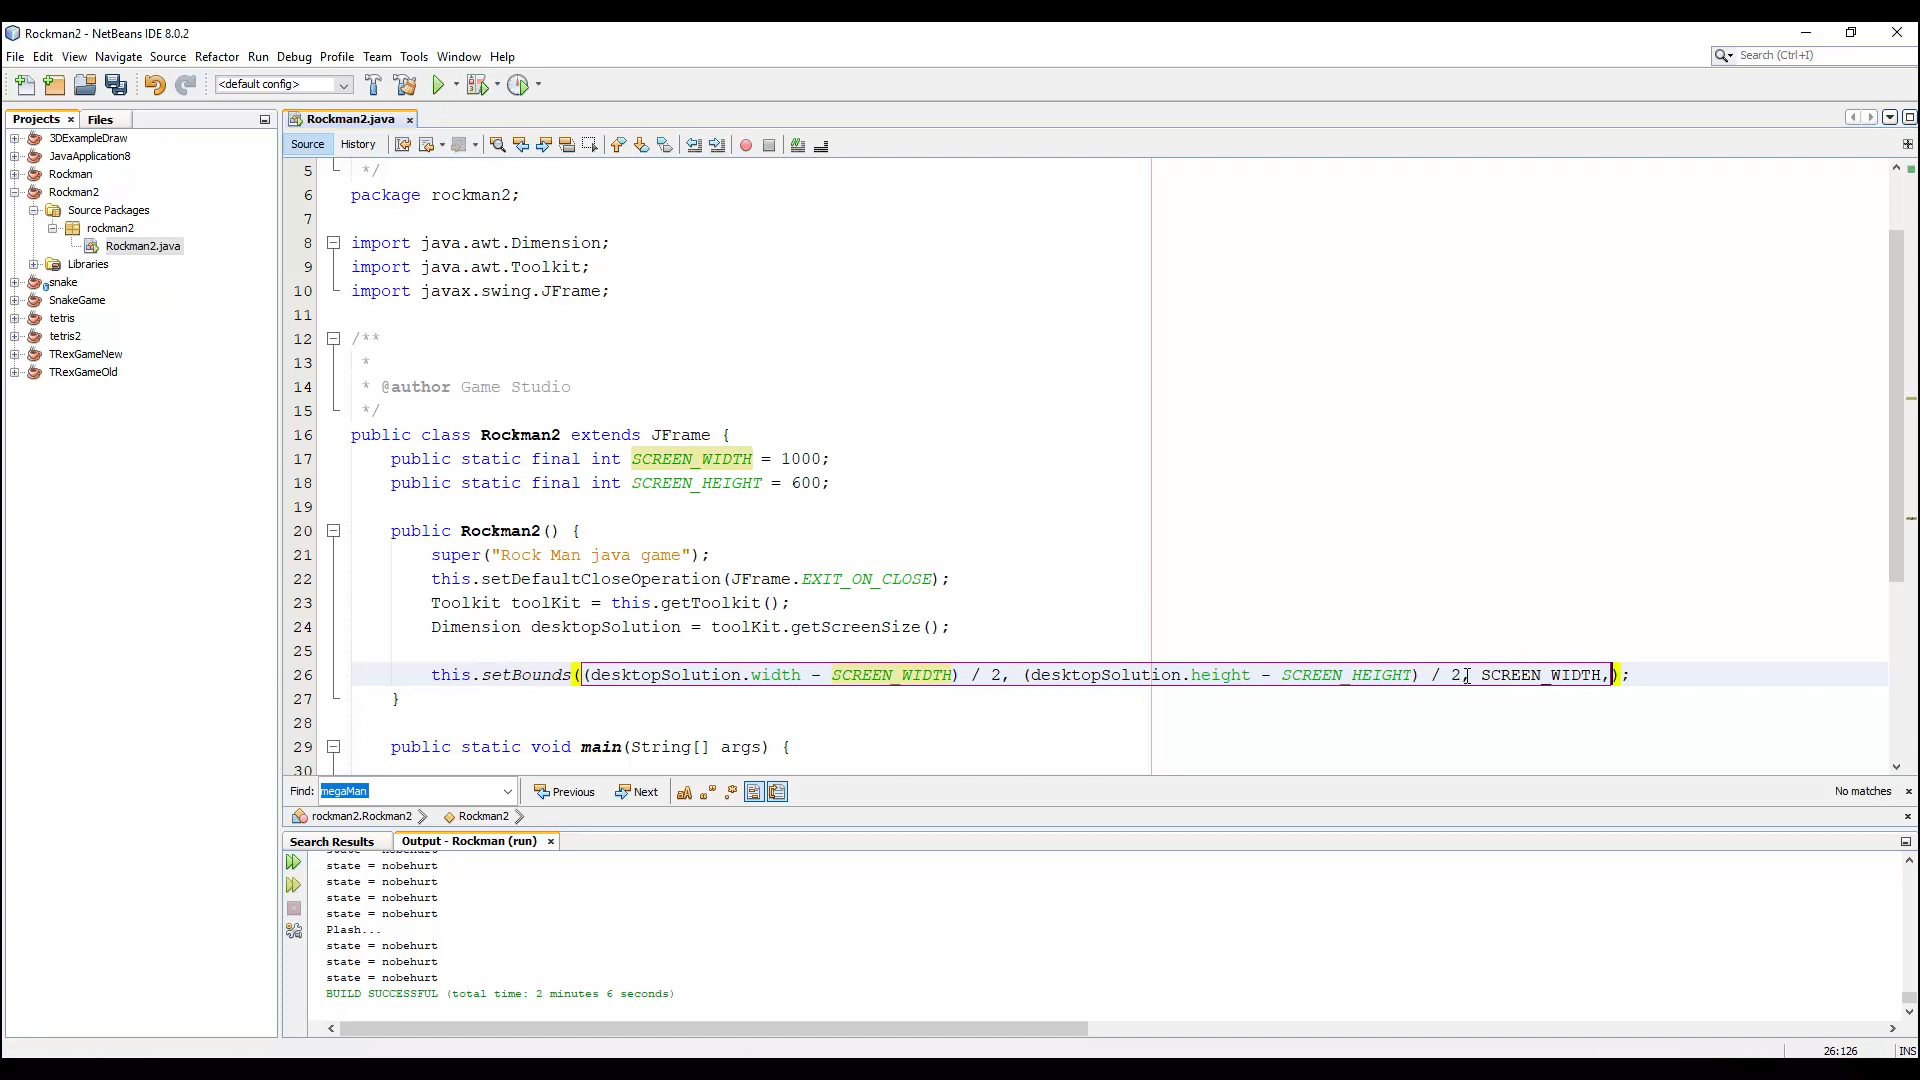 Rockman2 - NetBeans IDE 8.0.2
File Edit View Navigate Source Refactor Run Debug Profile Team Tools Window Help
Search (Ctrl+I)
<default config>
Projects Files
Rockman2.java
3DExampleDraw
JavaApplication8
Rockman
Rockman2
Source Packages
rockman2
Rockman2.java
Libraries
snake
SnakeGame
tetris
tetris2
TRexGameNew
TRexGameOld
Source History
5 */
6 package rockman2;
7
8 import java.awt.Dimension;
9 import java.awt.Toolkit;
10 import javax.swing.JFrame;
11
12 /**
13 *
14 * @author Game Studio
15 */
16 public class Rockman2 extends JFrame {
17 public static final int SCREEN_WIDTH = 1000;
18 public static final int SCREEN_HEIGHT = 600;
19
20 public Rockman2() {
21 super("Rock Man java game");
22 this.setDefaultCloseOperation(JFrame.EXIT_ON_CLOSE);
23 Toolkit toolKit = this.getToolkit();
24 Dimension desktopSolution = toolKit.getScreenSize();
25
26 this.setBounds((desktopSolution.width - SCREEN_WIDTH) / 2, (desktopSolution.height - SCREEN_HEIGHT) / 2, SCREEN_WIDTH,);
27 }
28
29 public static void main(String[] args) {
30
Find: megaMan Previous Next No matches
rockman2.Rockman2 Rockman2
Search Results Output - Rockman (run)
state = nobehurt
state = nobehurt
state = nobehurt
state = nobehurt
Plash...
state = nobehurt
state = nobehurt
state = nobehurt
BUILD SUCCESSFUL (total time: 2 minutes 6 seconds)
26:126 INS